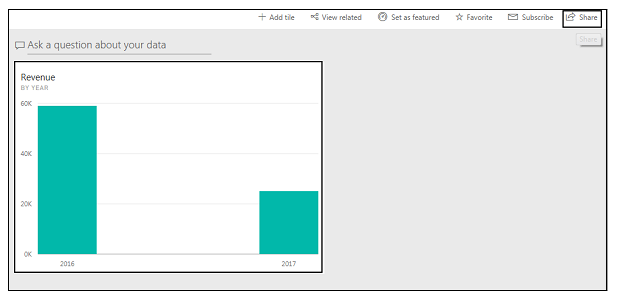 Add tile View related Set as featured Favorite Subscribe Share
Ask a question about your data
Share
Revenue
BY YEAR
60K
40K
20K
0K
2016 2017